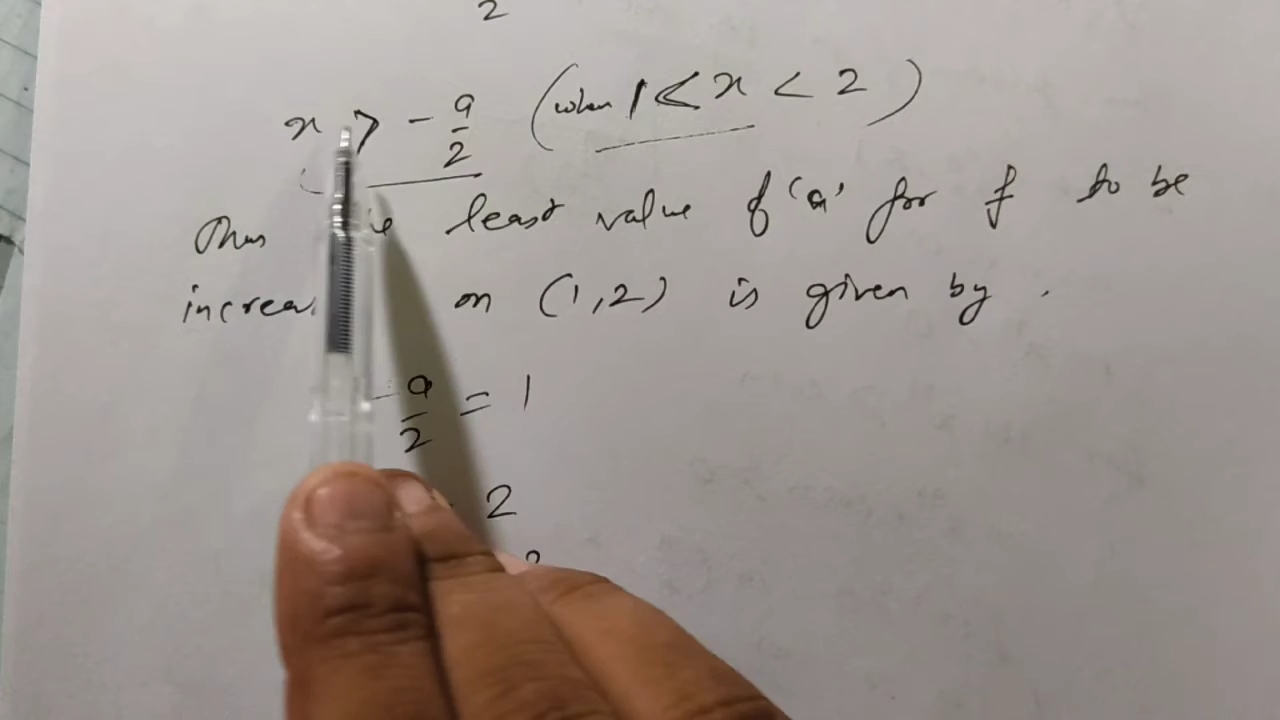 2
x > - a/2 (when 1 < x < 2)
Thus least value of 'a' for f to be
on (1,2) is given by .
- a/2 = 1
2